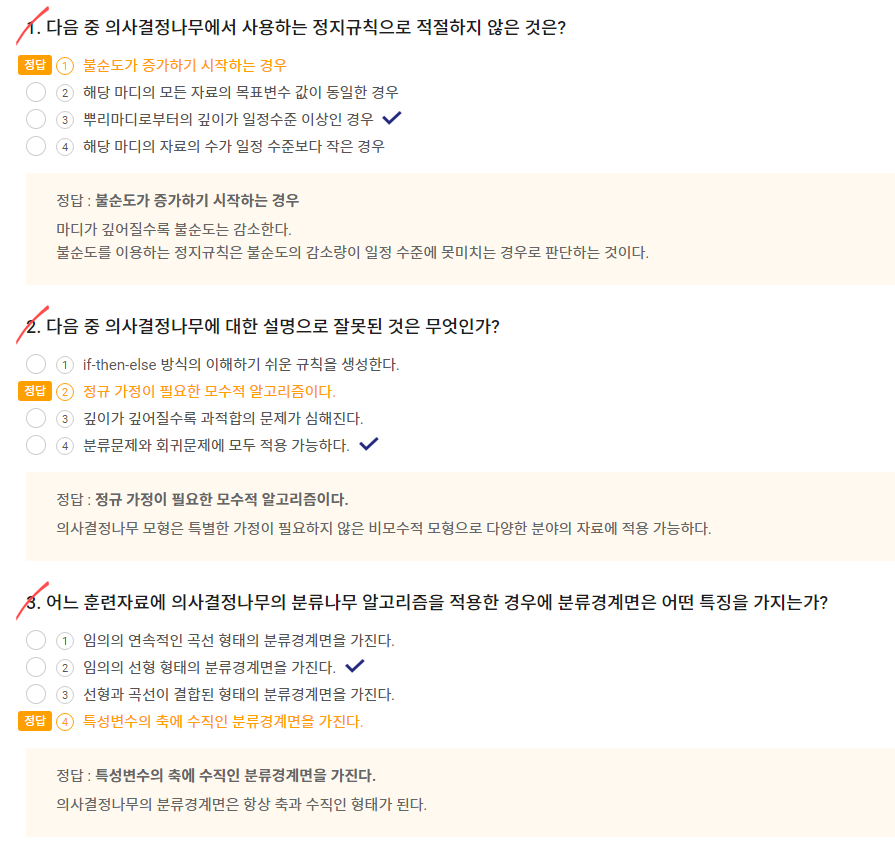 1. 다음 중 의사결정나무에서 사용하는 정지규칙으로 적절하지 않은 것은?
정답 ① 불순도가 증가하기 시작하는 경우
② 해당 마디의 모든 자료의 목표변수 값이 동일한 경우
③ 뿌리마디로부터의 깊이가 일정수준 이상인 경우
④ 해당 마디의 자료의 수가 일정 수준보다 작은 경우
정답 : 불순도가 증가하기 시작하는 경우
마디가 깊어질수록 불순도는 감소한다.
불순도를 이용하는 정지규칙은 불순도의 감소량이 일정 수준에 못미치는 경우로 판단하는 것이다.
2. 다음 중 의사결정나무에 대한 설명으로 잘못된 것은 무엇인가?
① if-then-else 방식의 이해하기 쉬운 규칙을 생성한다.
정답 ② 정규 가정이 필요한 모수적 알고리즘이다.
③ 깊이가 깊어질수록 과적합의 문제가 심해진다.
④ 분류문제와 회귀문제에 모두 적용 가능하다.
정답 : 정규 가정이 필요한 모수적 알고리즘이다.
의사결정나무 모형은 특별한 가정이 필요하지 않은 비모수적 모형으로 다양한 분야의 자료에 적용 가능하다.
3. 어느 훈련자료에 의사결정나무의 분류나무 알고리즘을 적용한 경우에 분류경계면은 어떤 특징을 가지는가?
① 임의의 연속적인 곡선 형태의 분류경계면을 가진다.
② 임의의 선형 형태의 분류경계면을 가진다.
③ 선형과 곡선이 결합된 형태의 분류경계면을 가진다.
정답 ④ 특성변수의 축에 수직인 분류경계면을 가진다.
정답 : 특성변수의 축에 수직인 분류경계면을 가진다.
의사결정나무의 분류경계면은 항상 축과 수직인 형태가 된다.